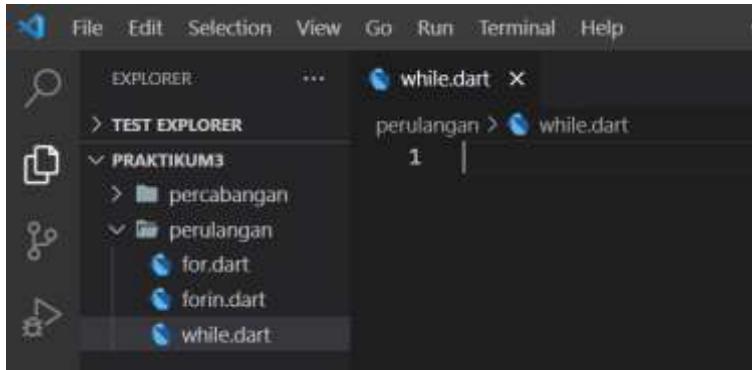 File Edit Selection View Go Run Terminal Help
EXPLORER ...
TEST EXPLORER
PRAKTIKUM3
percabangan
perulangan
for.dart
forin.dart
while.dart
while.dart
perulangan > while.dart
1